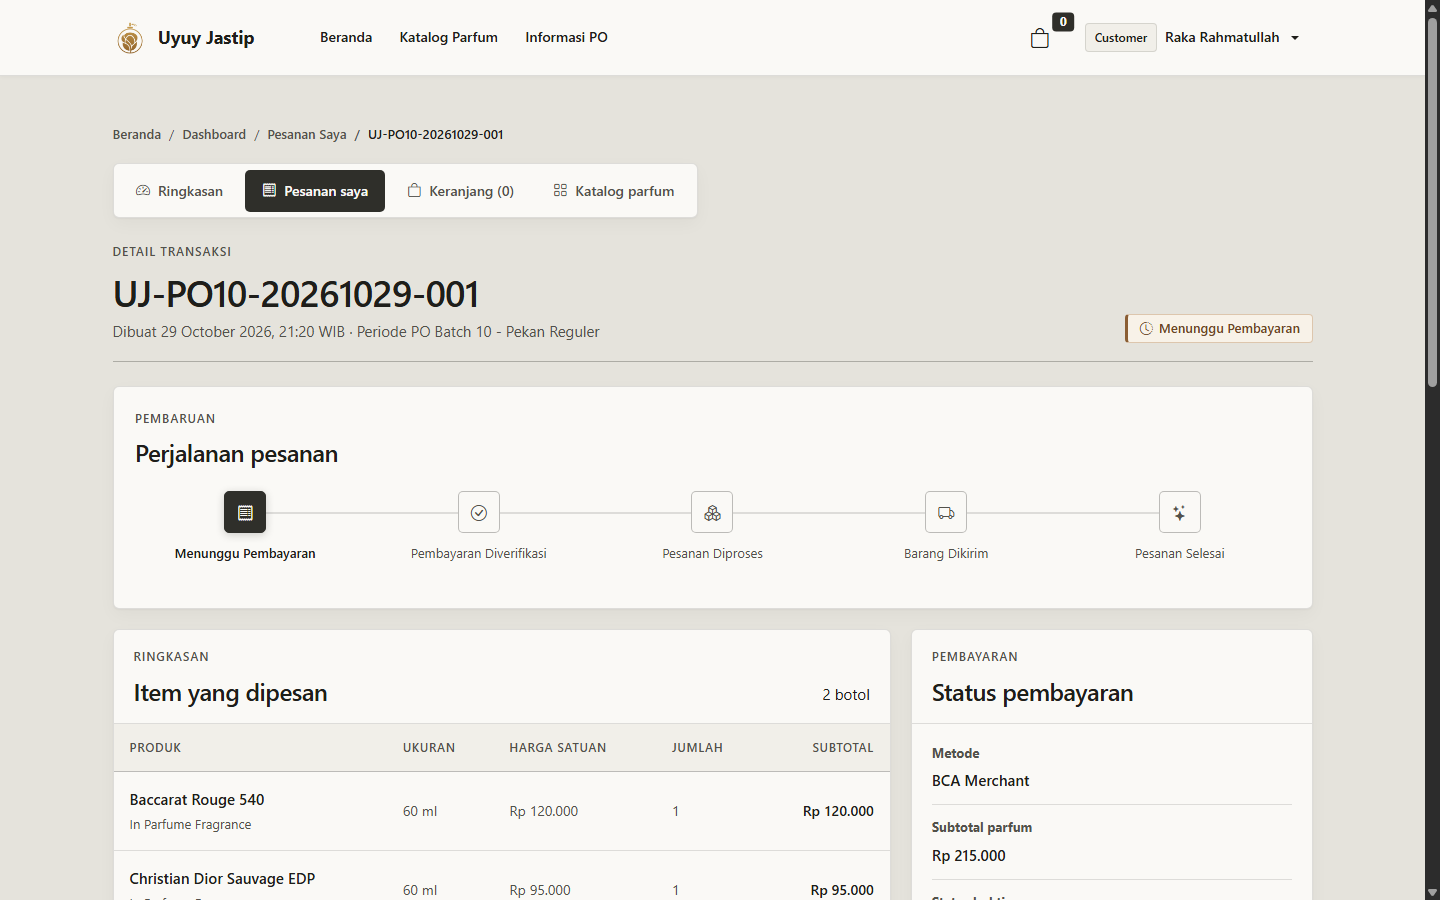 Uyuy Jastip
Beranda
Katalog Parfum
Informasi PO
0
Customer
Raka Rahmatullah
Beranda / Dashboard / Pesanan Saya / UJ-PO10-20261029-001
Ringkasan
Pesanan saya
Keranjang (0)
Katalog parfum
DETAIL TRANSAKSI
UJ-PO10-20261029-001
Dibuat 29 October 2026, 21:20 WIB · Periode PO Batch 10 - Pekan Reguler
Menunggu Pembayaran
PEMBARUAN
Perjalanan pesanan
Menunggu Pembayaran
Pembayaran Diverifikasi
Pesanan Diproses
Barang Dikirim
Pesanan Selesai
RINGKASAN
Item yang dipesan
2 botol
PRODUK UKURAN HARGA SATUAN JUMLAH SUBTOTAL
Baccarat Rouge 540
In Parfume Fragrance
60 ml Rp 120.000 1 Rp 120.000
Christian Dior Sauvage EDP
60 ml Rp 95.000 1 Rp 95.000
PEMBAYARAN
Status pembayaran
Metode
BCA Merchant
Subtotal parfum
Rp 215.000